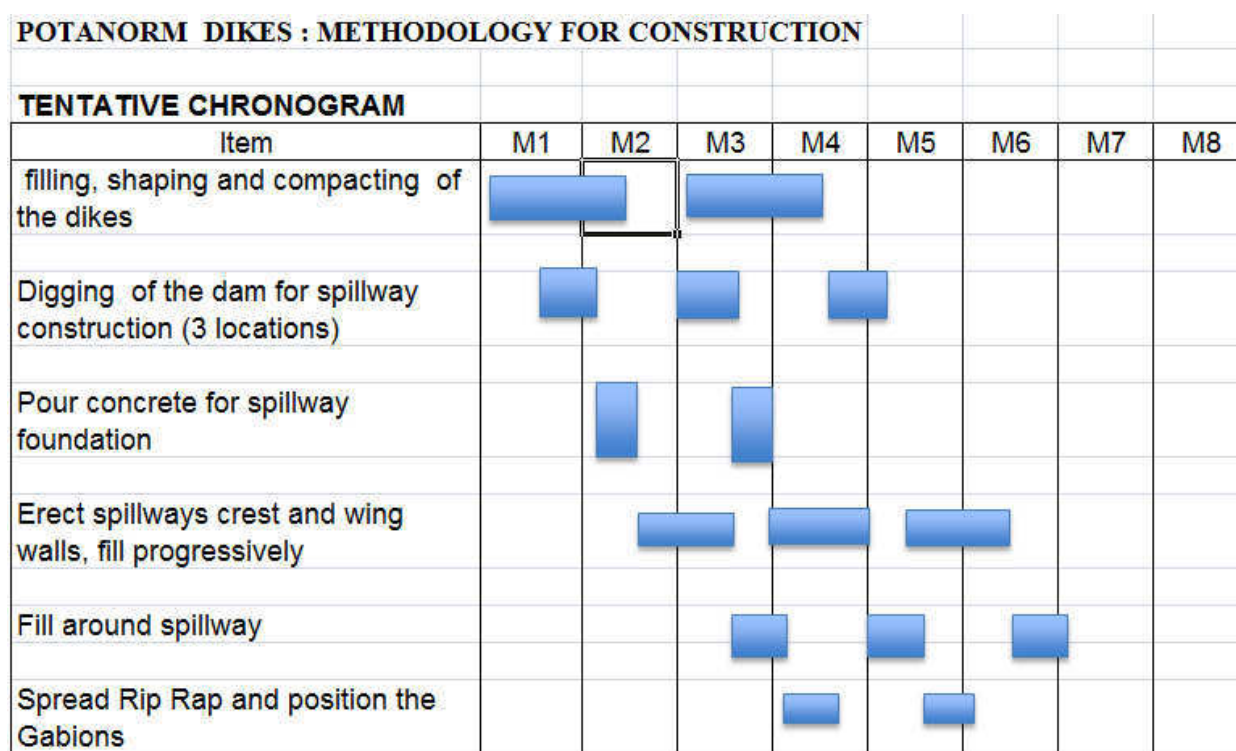 POTANORM DIKES : METHODOLOGY FOR CONSTRUCTION
TENTATIVE CHRONOGRAM
Item M1 M2 M3 M4 M5 M6 M7 M8
filling, shaping and compacting of
the dikes
Digging of the dam for spillway
construction (3 locations)
Pour concrete for spillway
foundation
Erect spillways crest and wing
walls, fill progressively
Fill around spillway
Spread Rip Rap and position the
Gabions